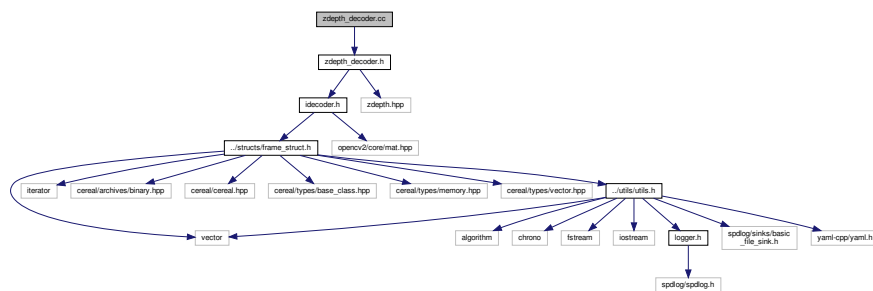 zdepth_decoder.cc
zdepth_decoder.h
idecoder.h
zdepth.hpp
../structs/frame_struct.h
opencv2/core/mat.hpp
iterator
cereal/archives/binary.hpp
cereal/cereal.hpp
cereal/types/base_class.hpp
cereal/types/memory.hpp
cereal/types/vector.hpp
../utils/utils.h
vector
algorithm
chrono
fstream
iostream
logger.h
spdlog/sinks/basic
_file_sink.h
yaml-cpp/yaml.h
spdlog/spdlog.h